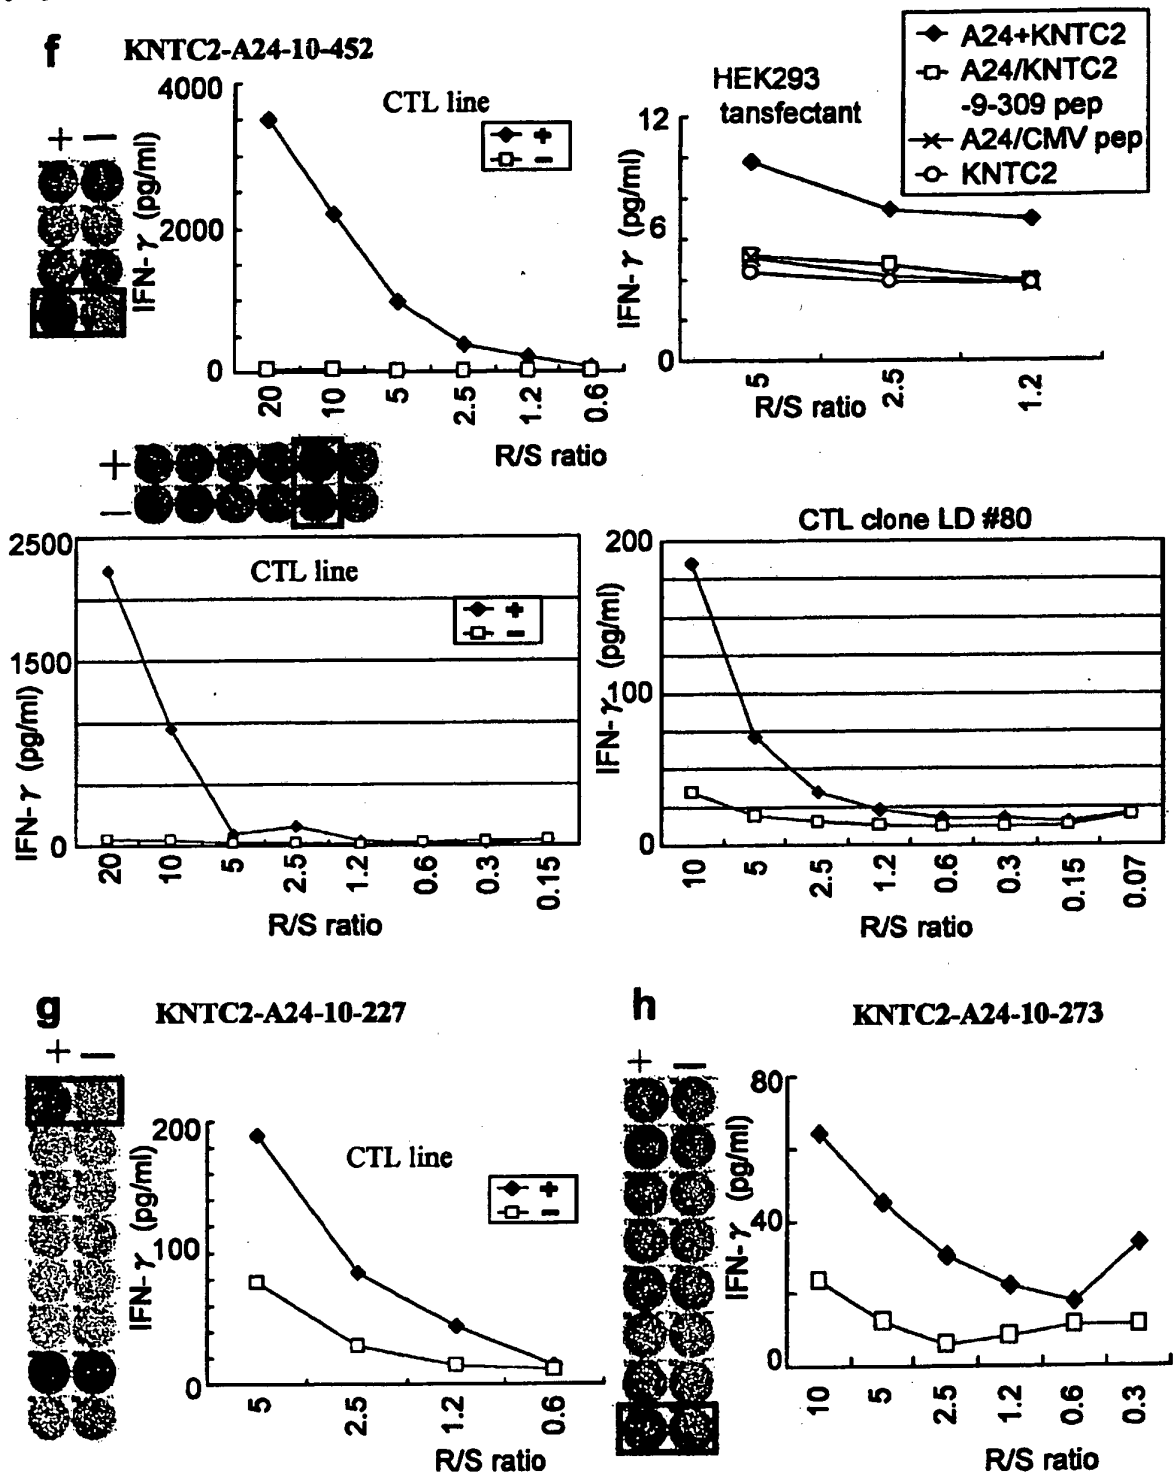 f KNTC2-A24-10-452
+ −
CTL line
+
−
4000
2000
0
IFN-γ (pg/ml)
20 10 5 2.5 1.2 0.6
R/S ratio
HEK293
tansfectant
A24+KNTC2
A24/KNTC2
-9-309 pep
A24/CMV pep
KNTC2
12
6
0
IFN-γ (pg/ml)
5 2.5 1.2
R/S ratio
+
−
CTL line
+
−
2500
1500
0
IFN-γ (pg/ml)
20 10 5 2.5 1.2 0.6 0.3 0.15
R/S ratio
CTL clone LD #80
200
100
0
IFN-γ (pg/ml)
10 5 2.5 1.2 0.6 0.3 0.15 0.07
R/S ratio
g KNTC2-A24-10-227
+ −
CTL line
+
−
200
100
0
IFN-γ (pg/ml)
5 2.5 1.2 0.6
R/S ratio
h KNTC2-A24-10-273
+ −
80
40
0
IFN-γ (pg/ml)
10 5 2.5 1.2 0.6 0.3
R/S ratio